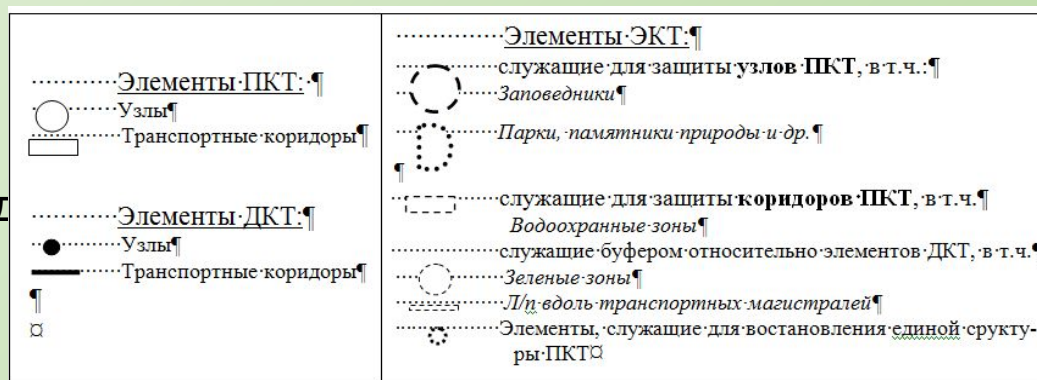 Элементы ПКТ:
Узлы
Транспортные коридоры
Элементы ДКТ:
Узлы
Транспортные коридоры
Элементы ЭКТ:
служащие для защиты узлов ПКТ, в т.ч.:
Заповедники
Парки, памятники природы и др.
служащие для защиты коридоров ПКТ, в т.ч.
Водоохранные зоны
служащие буфером относительно элементов ДКТ, в т.ч.
Зеленые зоны
Л/п вдоль транспортных магистралей
Элементы, служащие для востановления единой срукту-
ры ПКТ